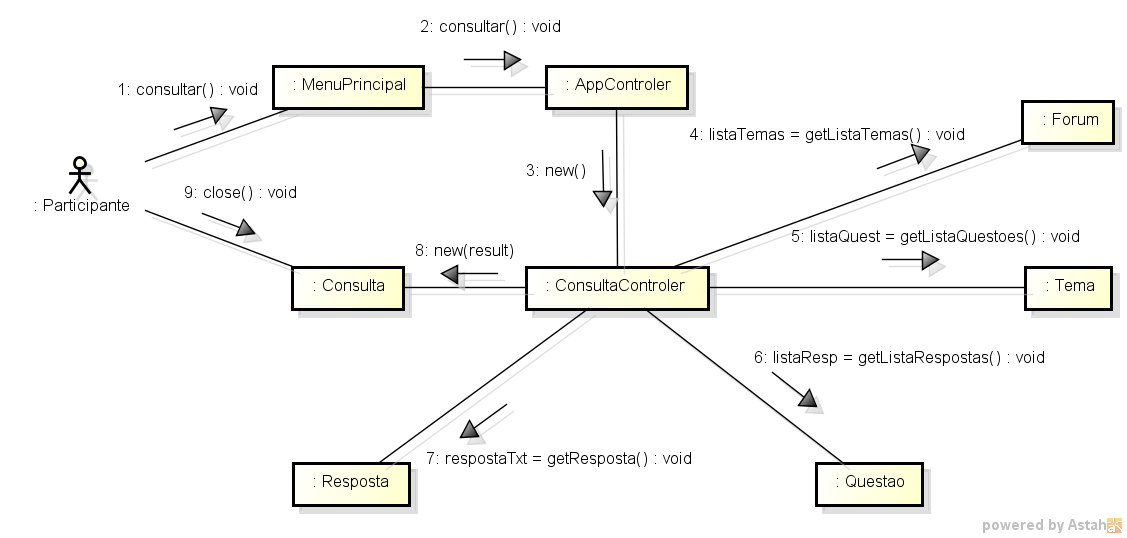 2: consultar() : void
1: consultar() : void
: MenuPrincipal
: AppControler
: Forum
4: listaTemas = getListaTemas() : void
3: new()
: Participante
9: close() : void
5: listaQuest = getListaQuestoes() : void
8: new(result)
: Consulta
: ConsultaControler
: Tema
6: listaResp = getListaRespostas() : void
7: respostaTxt = getResposta() : void
: Resposta
: Questao
powered by Astah